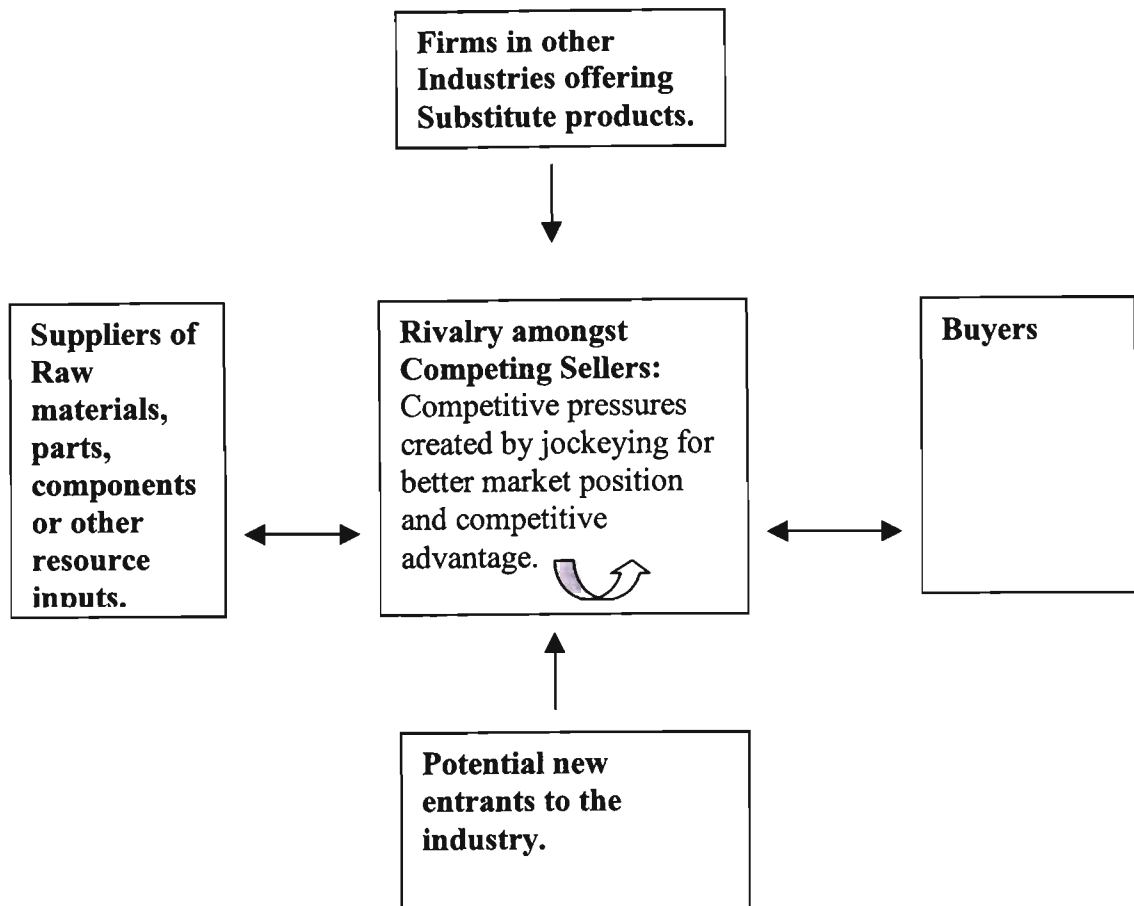 Firms in other
Industries offering
Substitute products.
Suppliers of
Raw
materials,
parts,
components
or other
resource
inputs.
Rivalry amongst
Competing Sellers:
Competitive pressures
created by jockeying for
better market position
and competitive
advantage.
Buyers
Potential new
entrants to the
industry.